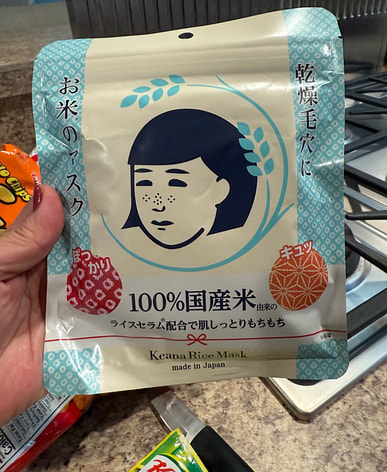 乾燥毛穴に
お米のマスク
ぽっかり
キュッ
100%国産米由来の
ライスセラム配合で肌しっとりもちもち
Keana Rice Mask
made in Japan